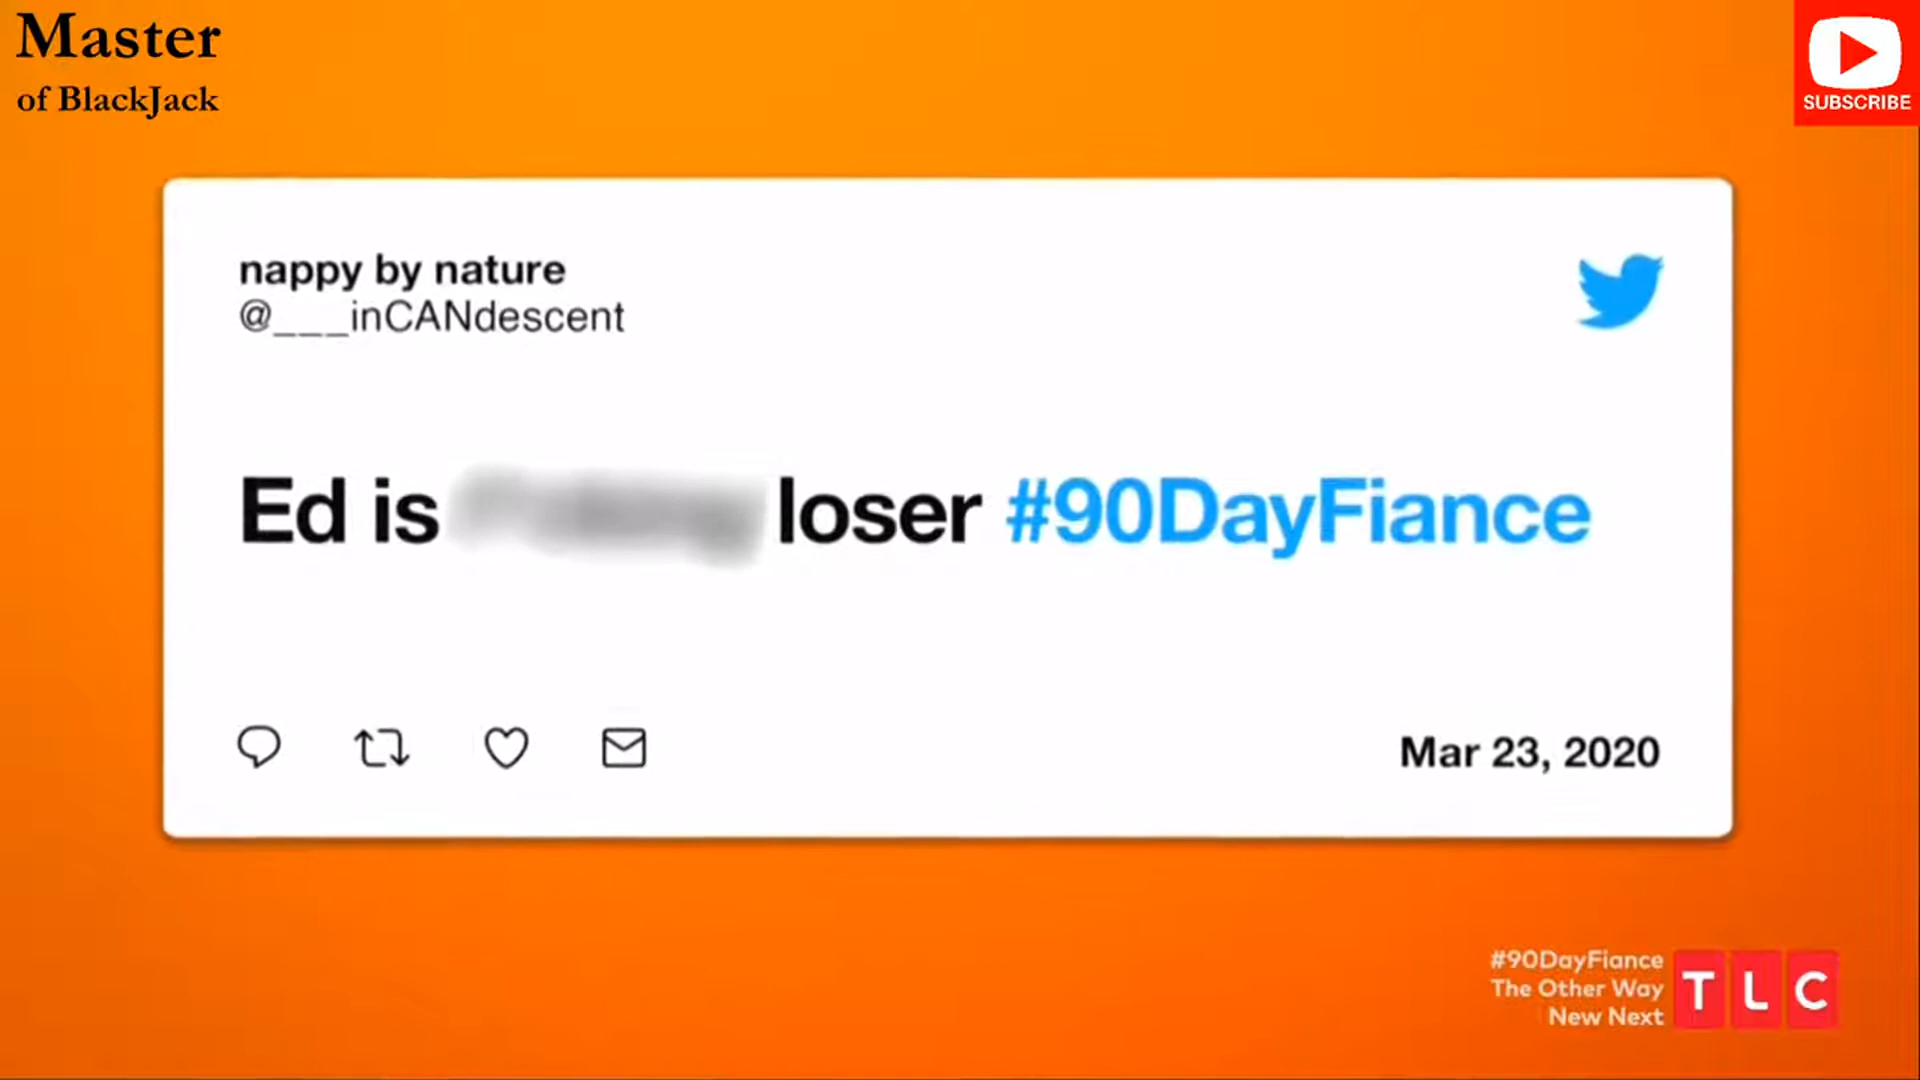 Master
of BlackJack
SUBSCRIBE
nappy by nature
@___inCANdescent
Ed is loser #90DayFiance
Mar 23, 2020
#90DayFiance
The Other Way
New Next
TLC